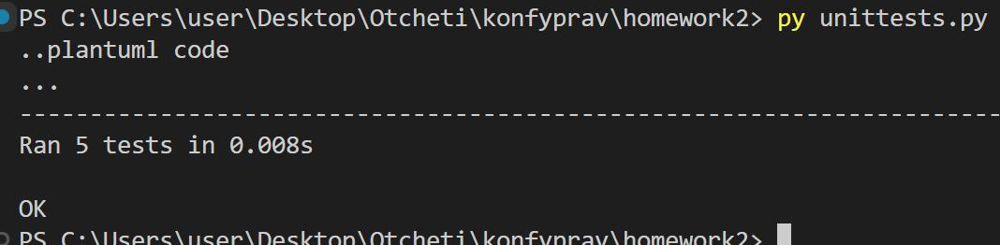 PS C:\Users\user\Desktop\Otcheti\konfyprav\homework2> py unittests.py
..plantuml code
...
----------------------------------------------------------------------
Ran 5 tests in 0.008s
OK
PS C:\Users\user\Desktop\Otcheti\konfyprav\homework2>